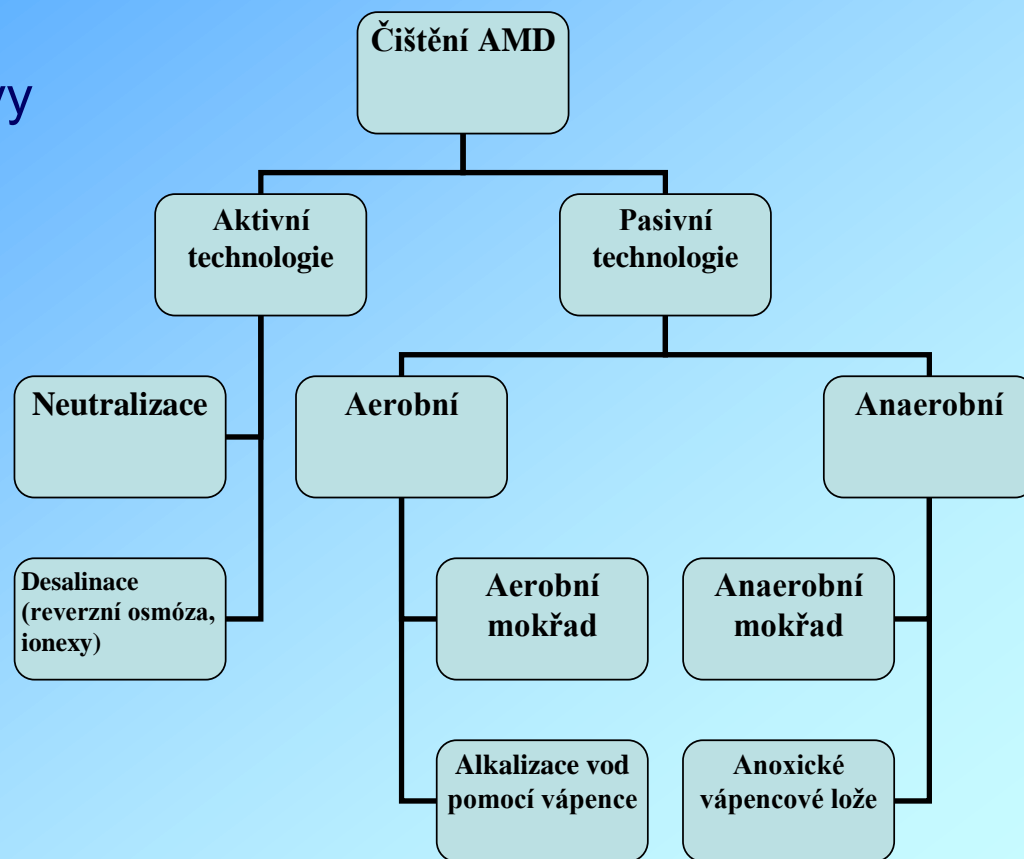 Čištění AMD
Aktivní
technologie
Pasivní
technologie
Neutralizace
Aerobní
Anaerobní
Desalinace
(reverzní osmóza,
ionexy)
Aerobní
mokřad
Anaerobní
mokřad
Alkalizace vod
pomocí vápence
Anoxické
vápencové lože